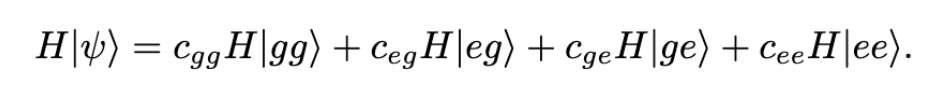 H|ψ⟩ = c_{gg}H|gg⟩ + c_{eg}H|eg⟩ + c_{ge}H|ge⟩ + c_{ee}H|ee⟩.